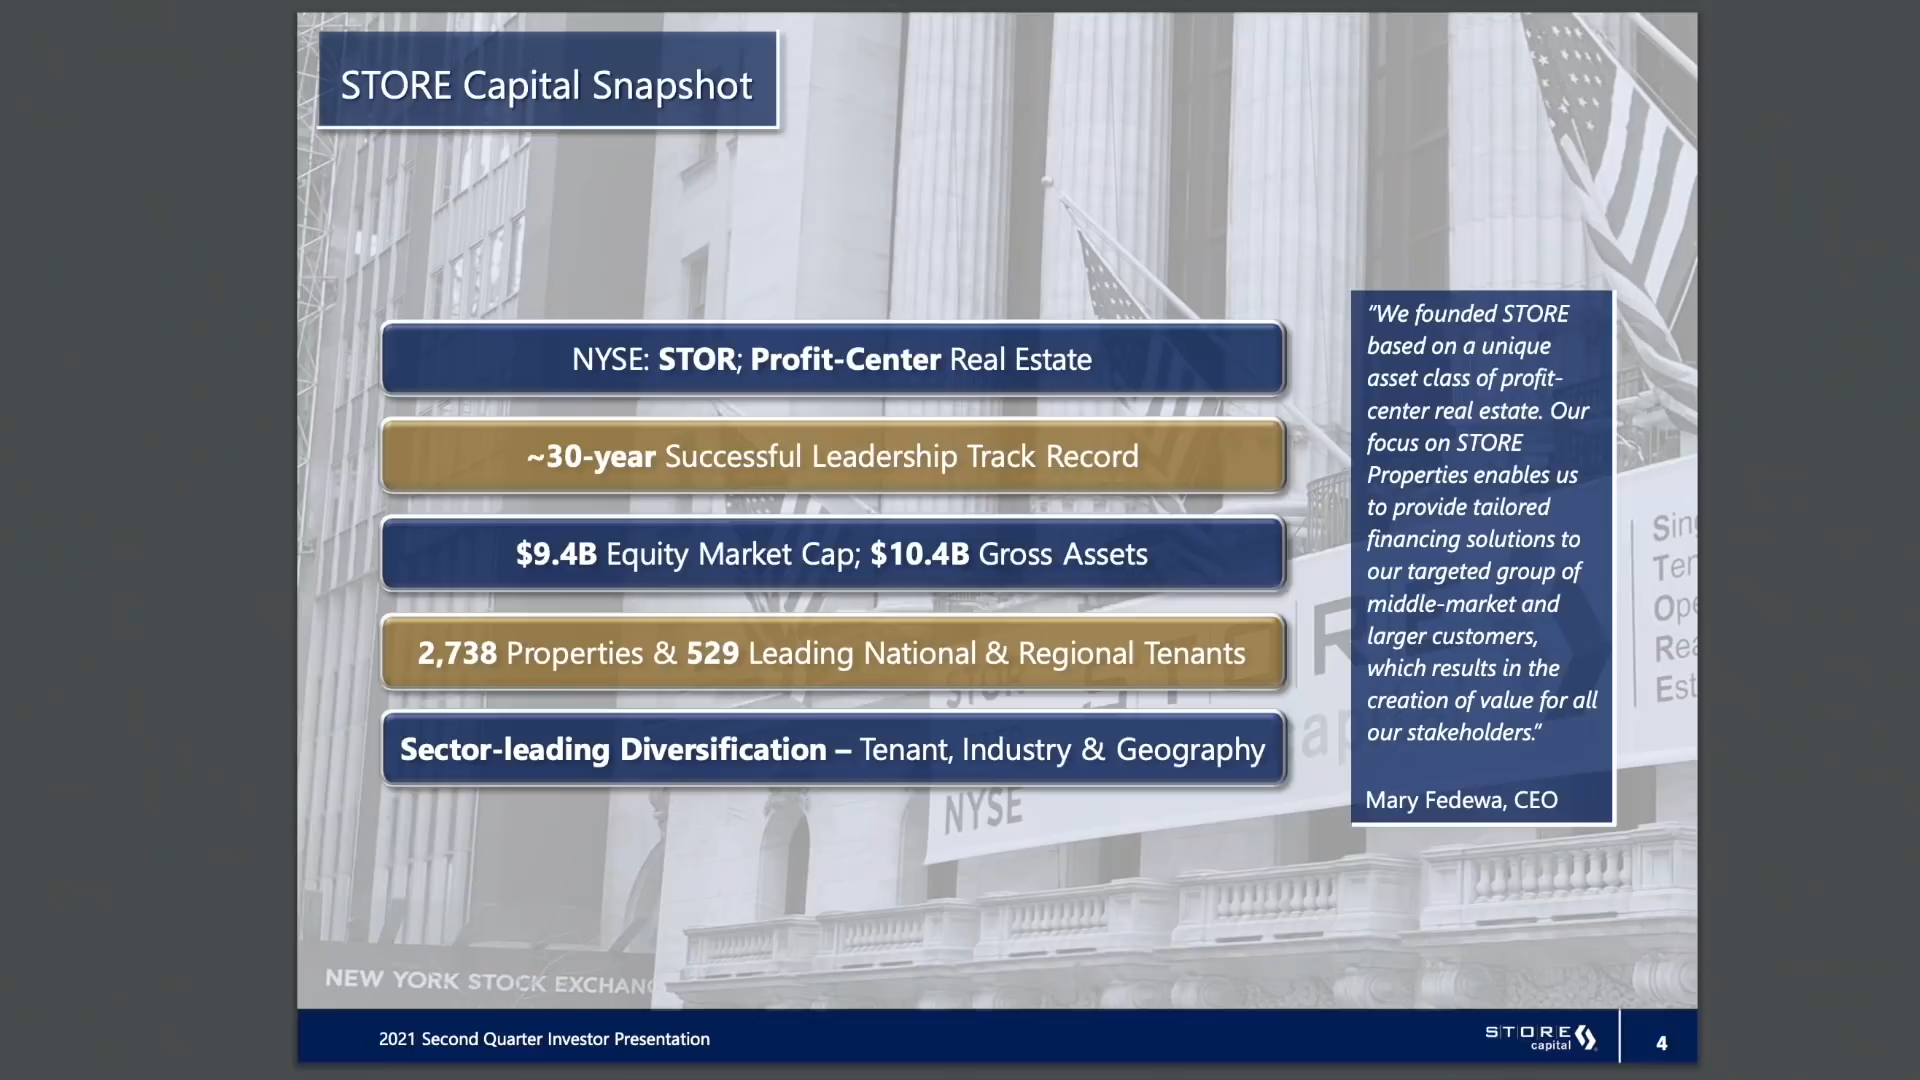 STORE Capital Snapshot
NYSE: STOR; Profit-Center Real Estate
~30-year Successful Leadership Track Record
$9.4B Equity Market Cap; $10.4B Gross Assets
2,738 Properties & 529 Leading National & Regional Tenants
Sector-leading Diversification – Tenant, Industry & Geography
“We founded STORE
based on a unique
asset class of profit-
center real estate. Our
focus on STORE
Properties enables us
to provide tailored
financing solutions to
our targeted group of
middle-market and
larger customers,
which results in the
creation of value for all
our stakeholders.”
Mary Fedewa, CEO
NYSE
NEW YORK STOCK EXCHANG
2021 Second Quarter Investor Presentation
STORE
capital
4